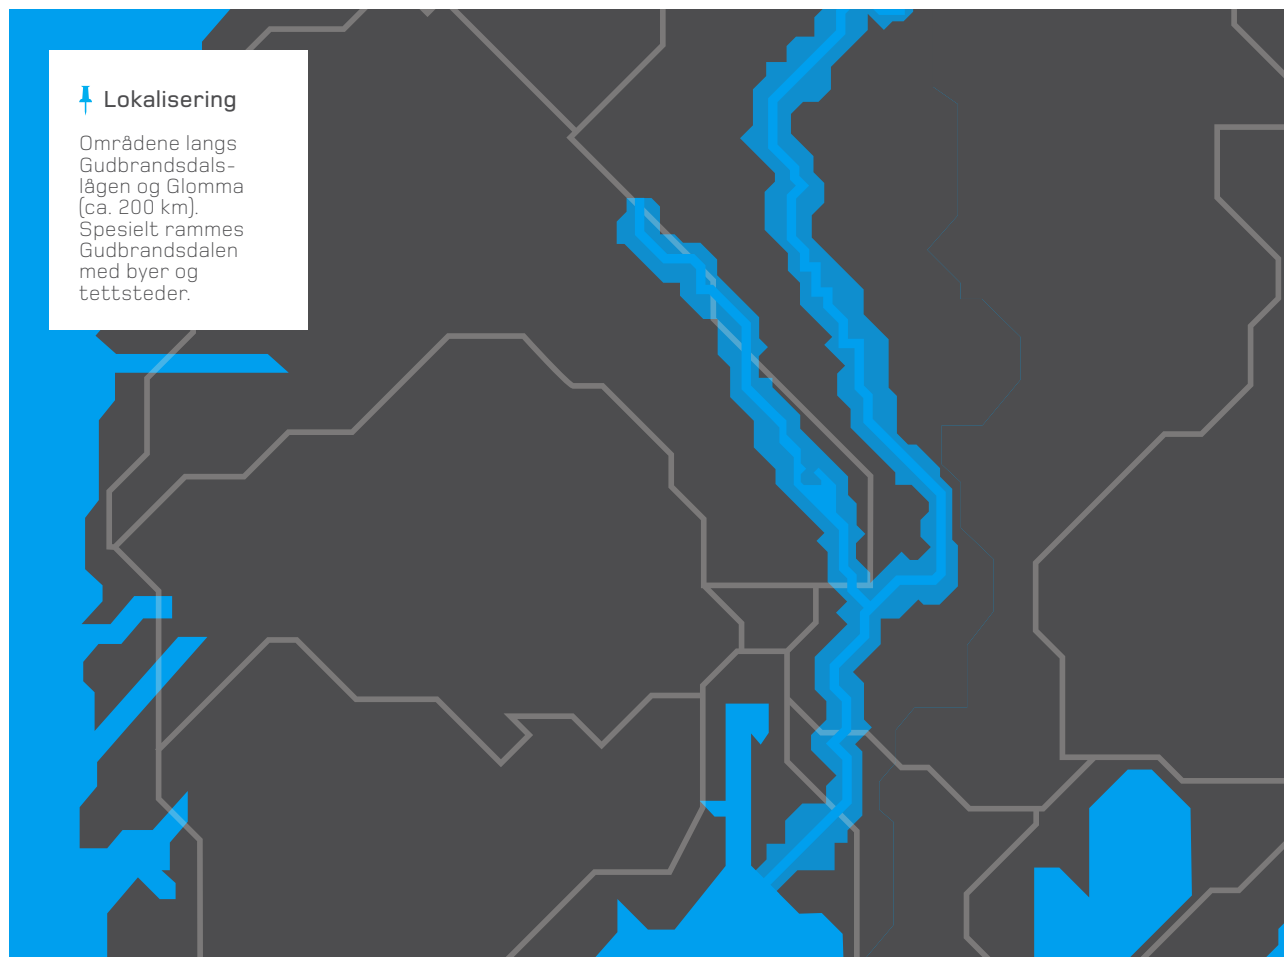 Lokalisering
Områdene langs
Gudbrandsdals-
lågen og Glomma
(ca. 200 km).
Spesielt rammes
Gudbrandsdalen
med byer og
tettsteder.